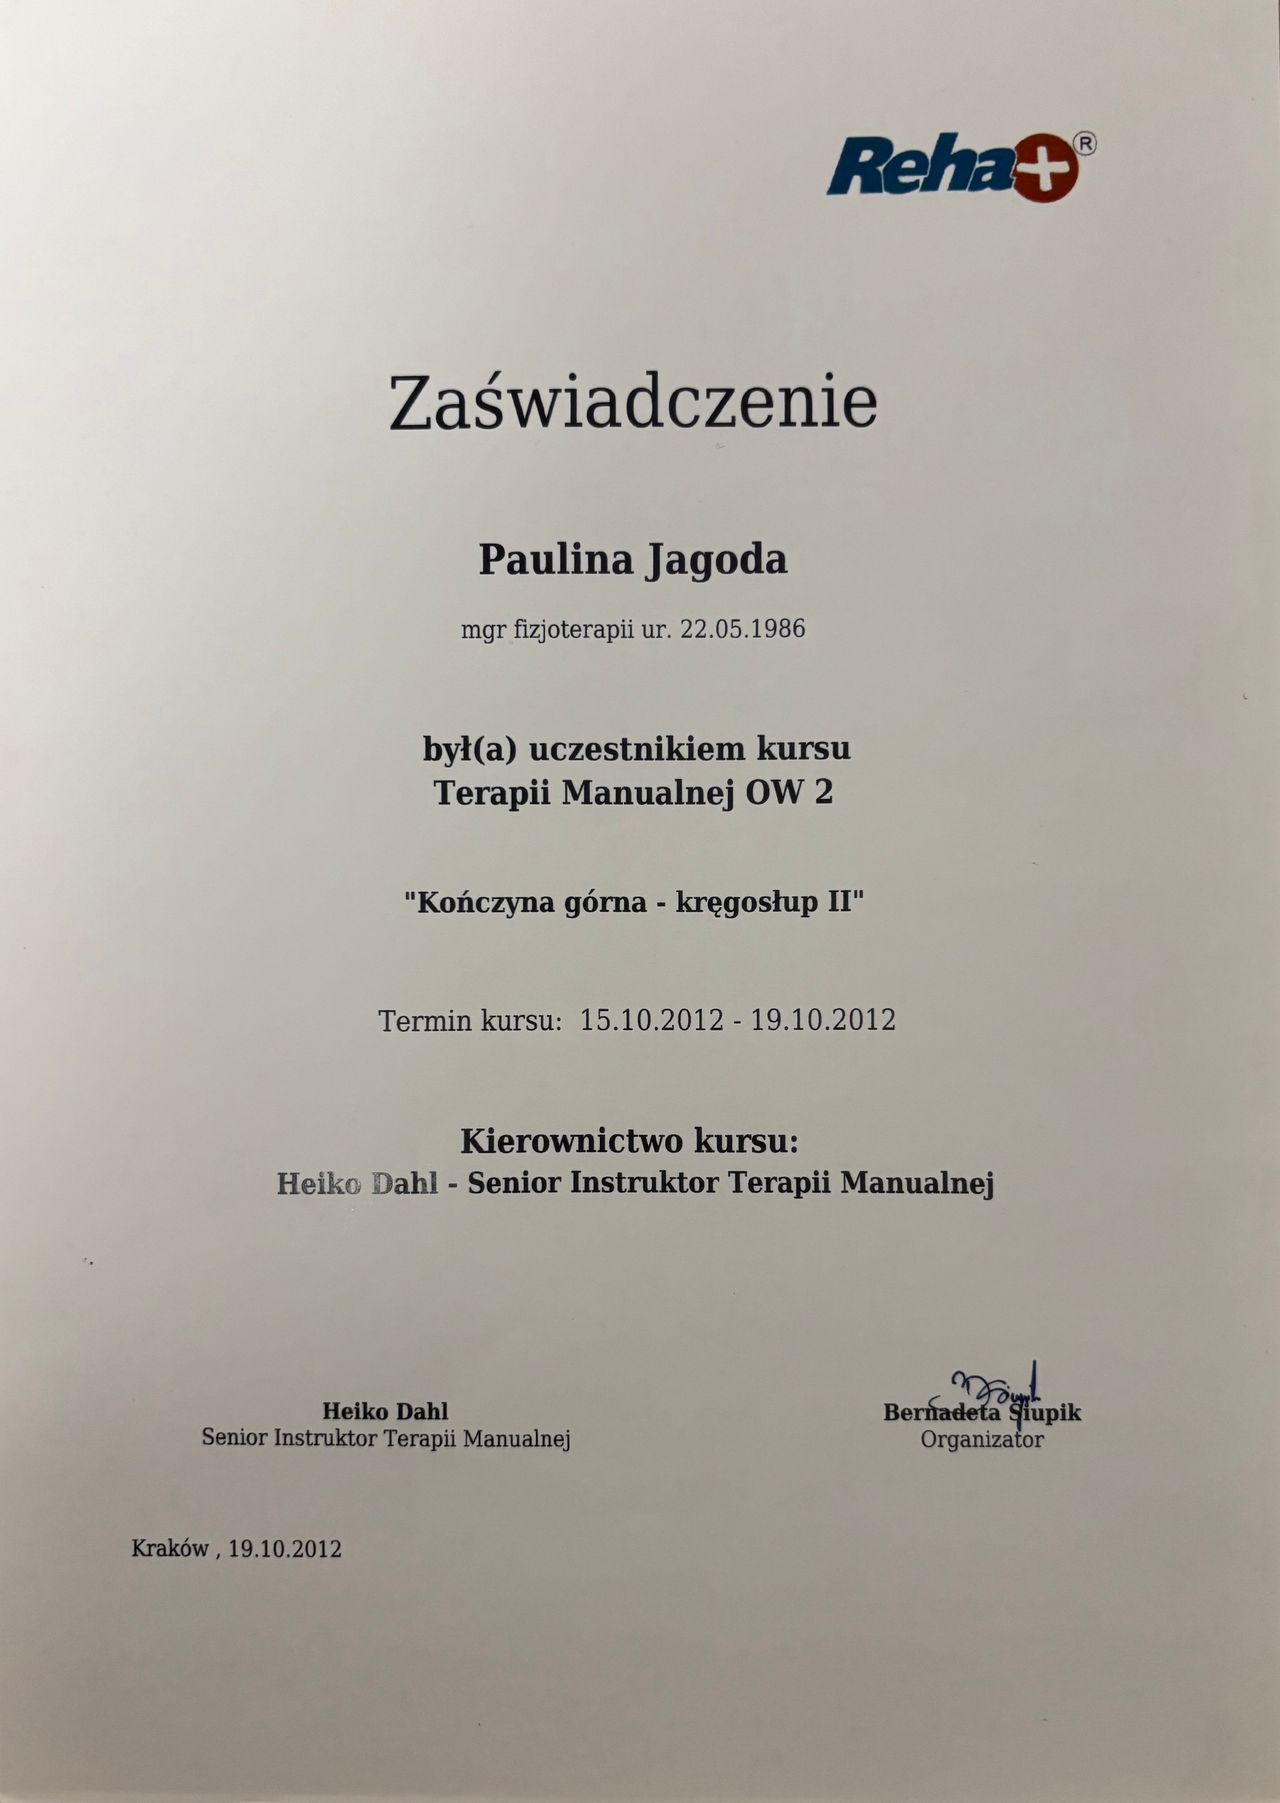 Reha+®
Zaświadczenie
Paulina Jagoda
mgr fizjoterapii ur. 22.05.1986
był(a) uczestnikiem kursu
Terapii Manualnej OW 2
"Kończyna górna - kręgosłup II"
Termin kursu: 15.10.2012 - 19.10.2012
Kierownictwo kursu:
Heiko Dahl - Senior Instruktor Terapii Manualnej
Heiko Dahl
Senior Instruktor Terapii Manualnej
Bernadeta Siupik
Organizator
Kraków , 19.10.2012